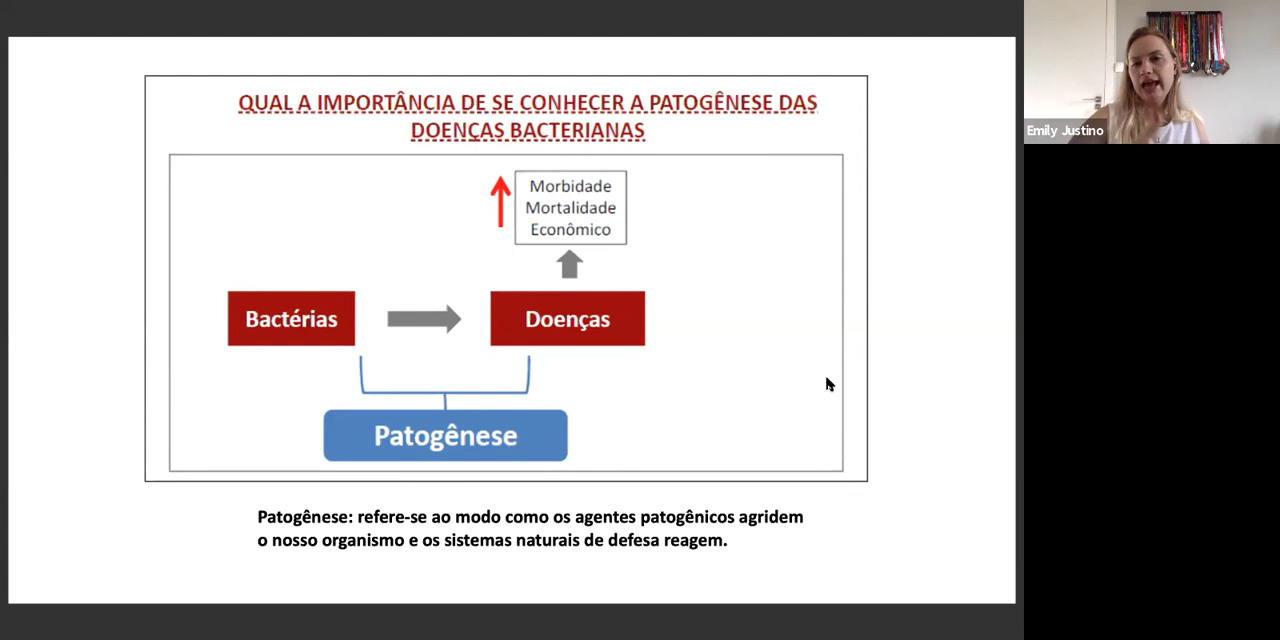 QUAL A IMPORTÂNCIA DE SE CONHECER A PATOGÊNESE DAS
DOENÇAS BACTERIANAS
Morbidade
Mortalidade
Econômico
Bactérias
Doenças
Patogênese
Patogênese: refere-se ao modo como os agentes patogênicos agridem
o nosso organismo e os sistemas naturais de defesa reagem.
Emily Justino